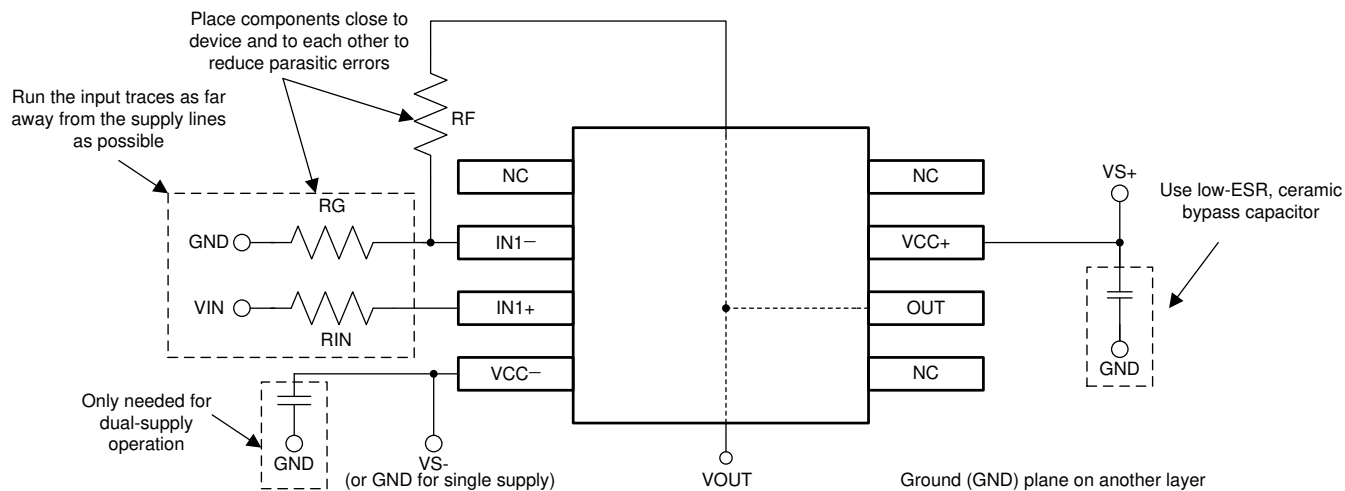 Place components close to
device and to each other to
reduce parasitic errors
Run the input traces as far
away from the supply lines
as possible
RF
NC
NC
VS+
Use low-ESR, ceramic
bypass capacitor
RG
GND
IN1−
VCC+
VIN
IN1+
OUT
RIN
VCC−
NC
GND
Only needed for
dual-supply
operation
GND
VS-
(or GND for single supply)
VOUT
Ground (GND) plane on another layer